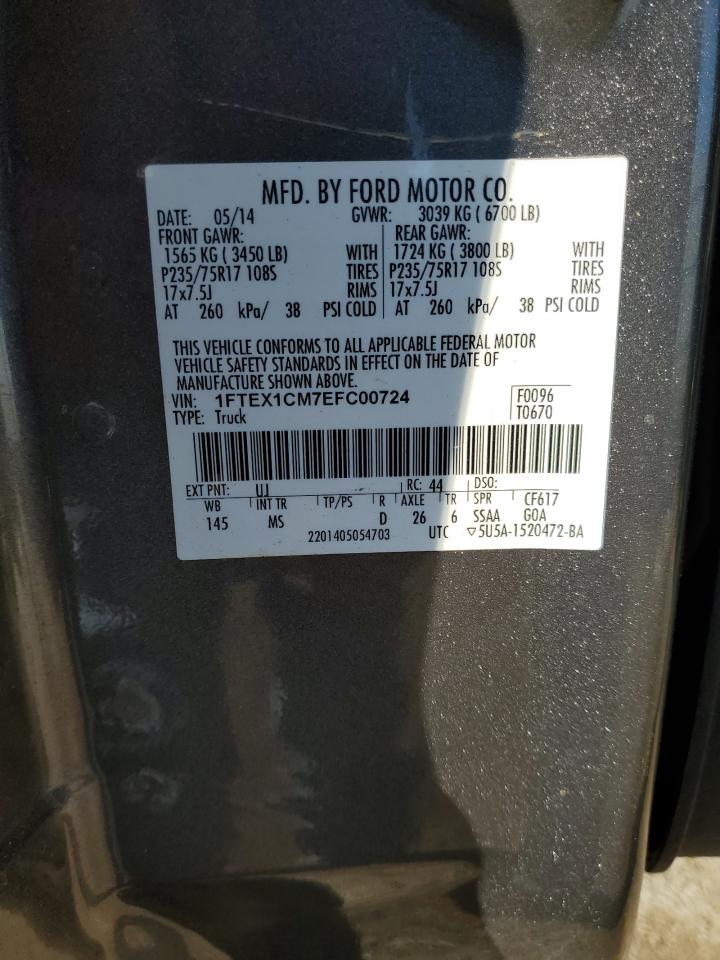 MFD. BY FORD MOTOR CO.
DATE: 05/14 GVWR: 3039 KG ( 6700 LB)
FRONT GAWR: REAR GAWR:
1565 KG ( 3450 LB) WITH 1724 KG ( 3800 LB) WITH
P235/75R17 108S TIRES P235/75R17 108S TIRES
17x7.5J RIMS 17x7.5J RIMS
AT 260 kPa/ 38 PSI COLD AT 260 kPa/ 38 PSI COLD
THIS VEHICLE CONFORMS TO ALL APPLICABLE FEDERAL MOTOR
VEHICLE SAFETY STANDARDS IN EFFECT ON THE DATE OF
MANUFACTURE SHOWN ABOVE.
VIN: 1FTEX1CM7EFC00724 F0096
TYPE: Truck T0670
EXT PNT: UJ RC: 44 DSO:
WB INT TR TP/PS R AXLE TR SPR CF617
145 MS D 26 6 SSAA GOA
2201405054703 UTC ▽5U5A-1520472-BA